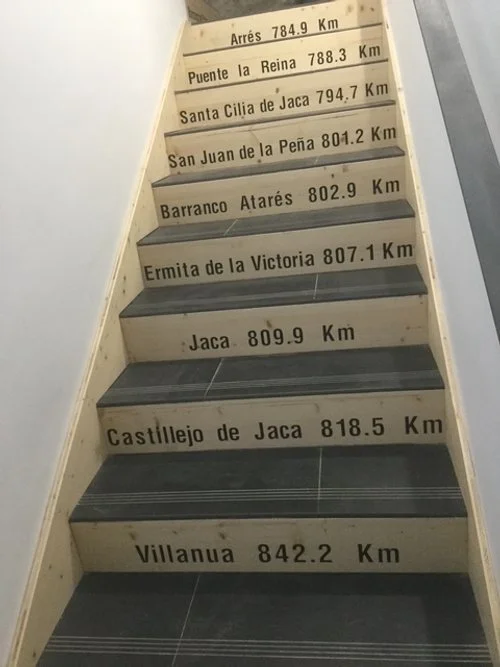 Arrés 784.9 Km
Puente la Reina 788.3 Km
Santa Cilia de Jaca 794.7 Km
San Juan de la Peña 801.2 Km
Barranco Atarés 802.9 Km
Ermita de la Victoria 807.1 Km
Jaca 809.9 Km
Castillejo de Jaca 818.5 Km
Villanua 842.2 Km